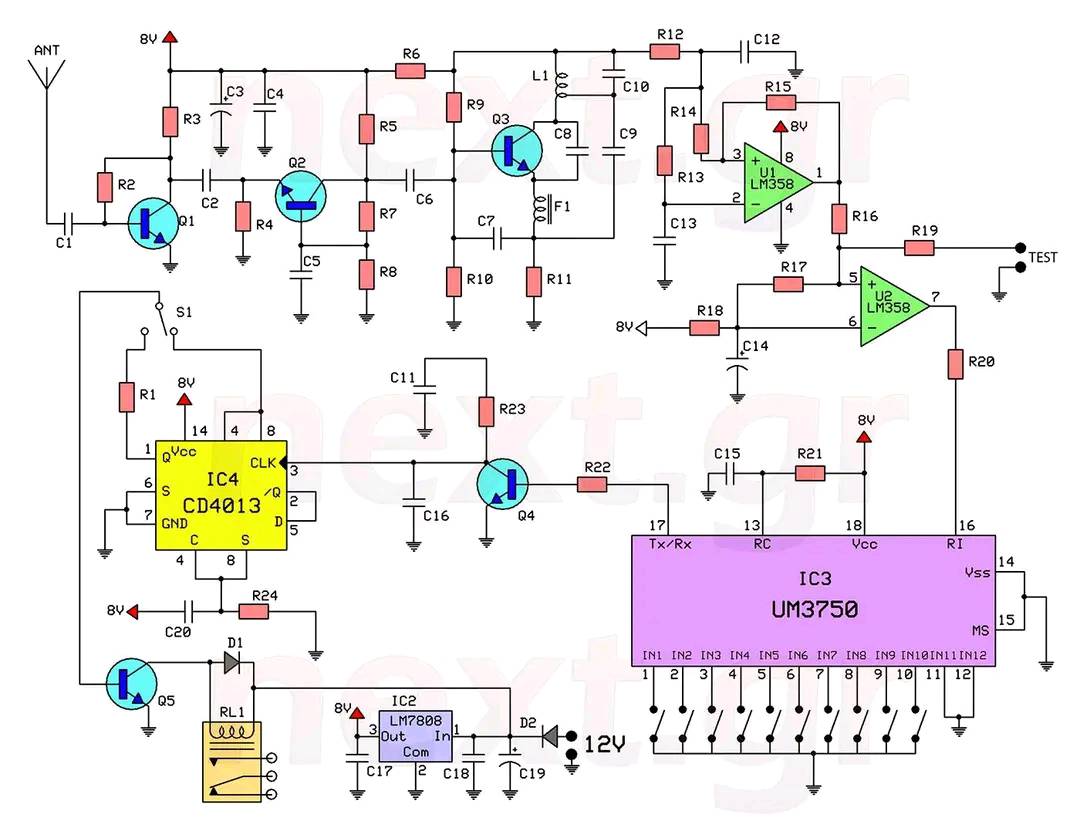 ANT
8V
R6
R12
C12
L1
C10
R15
C3
C4
R3
R5
R9
Q3
C8
C9
R14
8V
3
+
8
U1
LM358
1
Q2
R13
2
−
4
R2
C2
C6
R4
R7
F1
R16
C1
Q1
C5
R8
C7
C13
R10
R11
R17
R19
TEST
5
+
U2
LM358
7
6
−
8V
R18
C14
R20
S1
R1
8V
14
4
8
C11
R23
8V
C15
R21
1
Q
Vcc
CLK
3
IC4
CD4013
6
S
/Q
2
7
GND
D
5
C
S
4
8
C16
Q4
R22
17
13
18
16
Tx/Rx
RC
Vcc
RI
IC3
UM3750
Vss
14
MS
15
IN1 IN2 IN3 IN4 IN5 IN6 IN7 IN8 IN9 IN10 IN11 IN12
1 2 3 4 5 6 7 8 9 10 11 12
8V
C20
R24
Q5
D1
RL1
8V
IC2
LM7808
3
Out
In
1
Com
2
C17
C18
C19
D2
12V
next.gr
next.gr
next.gr